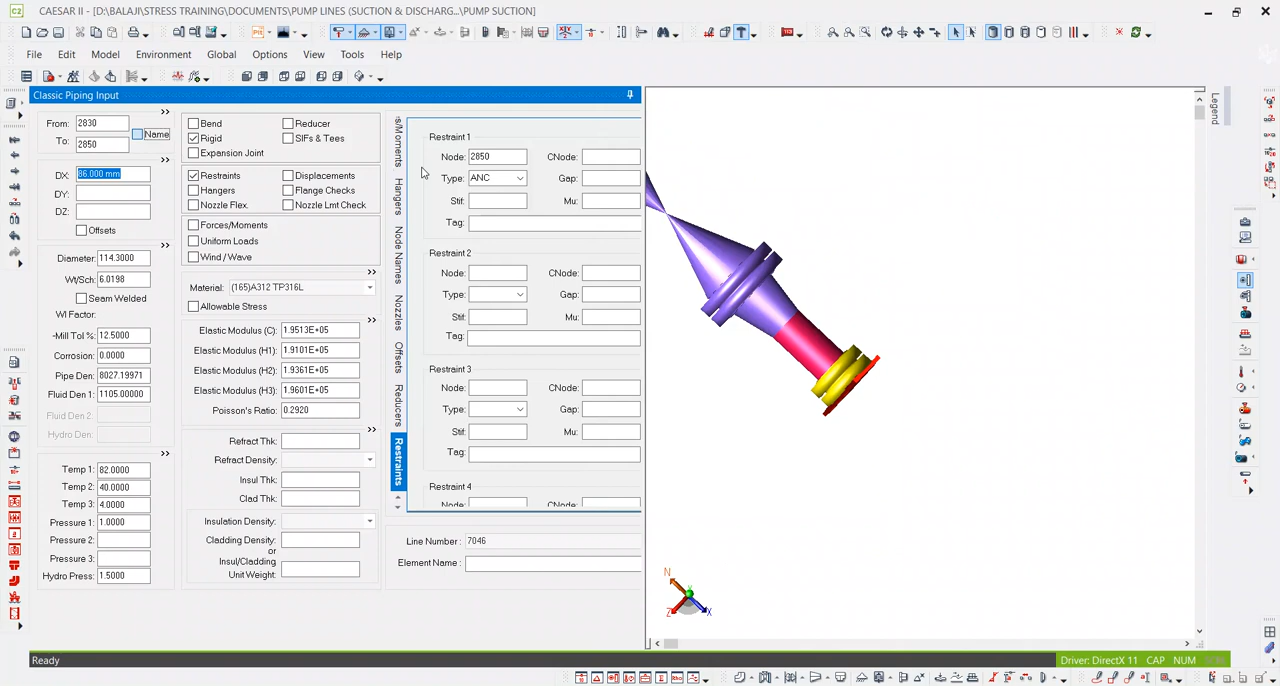 C2 CAESAR II - [D:\BALAJI\STRESS TRAINING\DOCUMENTS\PUMP LINES (SUCTION & DISCHARG...\PUMP SUCTION]
File Edit Model Environment Global Options View Tools Help
Classic Piping Input
Legend
From: 2830
To: 2850
Name
DX: 86.000 mm
DY:
DZ:
Offsets
Diameter: 114.3000
Wt/Sch: 6.0198
Seam Welded
WI Factor:
-Mill Tol %: 12.5000
Corrosion: 0.0000
Pipe Den: 8027.19971
Fluid Den 1: 1105.00000
Fluid Den 2:
Hydro Den:
Temp 1: 82.0000
Temp 2: 40.0000
Temp 3: 4.0000
Pressure 1: 1.0000
Pressure 2:
Pressure 3:
Hydro Press: 1.5000
Bend Reducer
Rigid SIFs & Tees
Expansion Joint
Restraints Displacements
Hangers Flange Checks
Nozzle Flex. Nozzle Lmt Check
Forces/Moments
Uniform Loads
Wind / Wave
Material: (165)A312 TP316L
Allowable Stress
Elastic Modulus (C): 1.9513E+05
Elastic Modulus (H1): 1.9101E+05
Elastic Modulus (H2): 1.9361E+05
Elastic Modulus (H3): 1.9601E+05
Poisson's Ratio: 0.2920
Refract Thk:
Refract Density:
Insul Thk:
Clad Thk:
Insulation Density:
Cladding Density:
or
Insul/Cladding
Unit Weight:
s/Moments
Hangers
Node Names
Nozzles
Offsets
Reducers
Restraints
Restraint 1
Node: 2850 CNode:
Type: ANC Gap:
Stif: Mu:
Tag:
Restraint 2
Node: CNode:
Type: Gap:
Stif: Mu:
Tag:
Restraint 3
Node: CNode:
Type: Gap:
Stif: Mu:
Tag:
Restraint 4
Node: CNode:
Line Number: 7046
Element Name:
N
Y
Z X
Ready
Driver: DirectX 11 CAP NUM